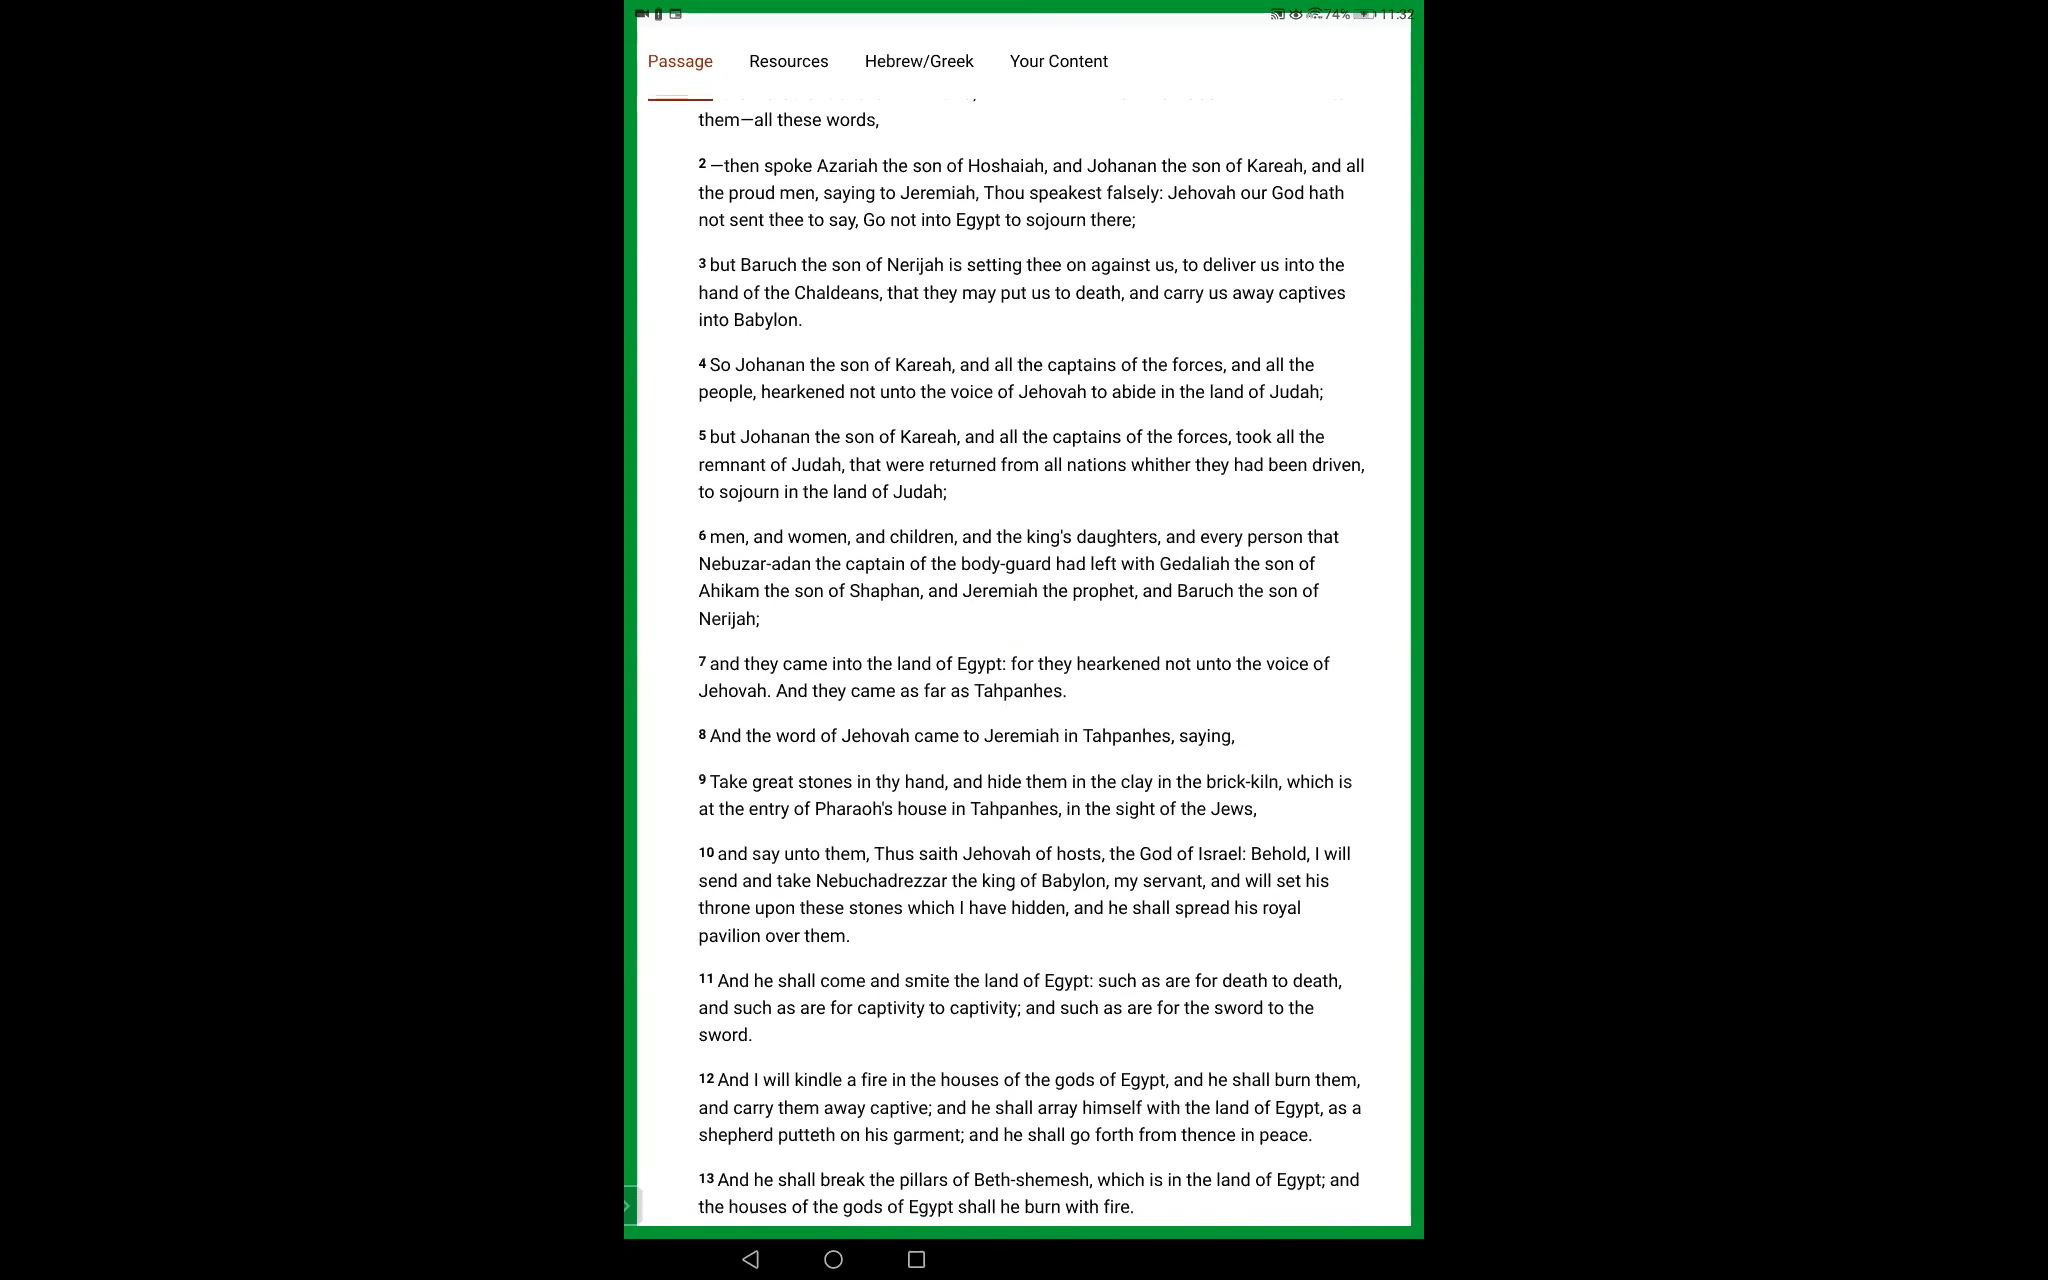 74% 11:32
Passage Resources Hebrew/Greek Your Content
them—all these words,
2 —then spoke Azariah the son of Hoshaiah, and Johanan the son of Kareah, and all
the proud men, saying to Jeremiah, Thou speakest falsely: Jehovah our God hath
not sent thee to say, Go not into Egypt to sojourn there;
3 but Baruch the son of Nerijah is setting thee on against us, to deliver us into the
hand of the Chaldeans, that they may put us to death, and carry us away captives
into Babylon.
4 So Johanan the son of Kareah, and all the captains of the forces, and all the
people, hearkened not unto the voice of Jehovah to abide in the land of Judah;
5 but Johanan the son of Kareah, and all the captains of the forces, took all the
remnant of Judah, that were returned from all nations whither they had been driven,
to sojourn in the land of Judah;
6 men, and women, and children, and the king's daughters, and every person that
Nebuzar-adan the captain of the body-guard had left with Gedaliah the son of
Ahikam the son of Shaphan, and Jeremiah the prophet, and Baruch the son of
Nerijah;
7 and they came into the land of Egypt: for they hearkened not unto the voice of
Jehovah. And they came as far as Tahpanhes.
8 And the word of Jehovah came to Jeremiah in Tahpanhes, saying,
9 Take great stones in thy hand, and hide them in the clay in the brick-kiln, which is
at the entry of Pharaoh's house in Tahpanhes, in the sight of the Jews,
10 and say unto them, Thus saith Jehovah of hosts, the God of Israel: Behold, I will
send and take Nebuchadrezzar the king of Babylon, my servant, and will set his
throne upon these stones which I have hidden, and he shall spread his royal
pavilion over them.
11 And he shall come and smite the land of Egypt: such as are for death to death,
and such as are for captivity to captivity; and such as are for the sword to the
sword.
12 And I will kindle a fire in the houses of the gods of Egypt, and he shall burn them,
and carry them away captive; and he shall array himself with the land of Egypt, as a
shepherd putteth on his garment; and he shall go forth from thence in peace.
13 And he shall break the pillars of Beth-shemesh, which is in the land of Egypt; and
the houses of the gods of Egypt shall he burn with fire.